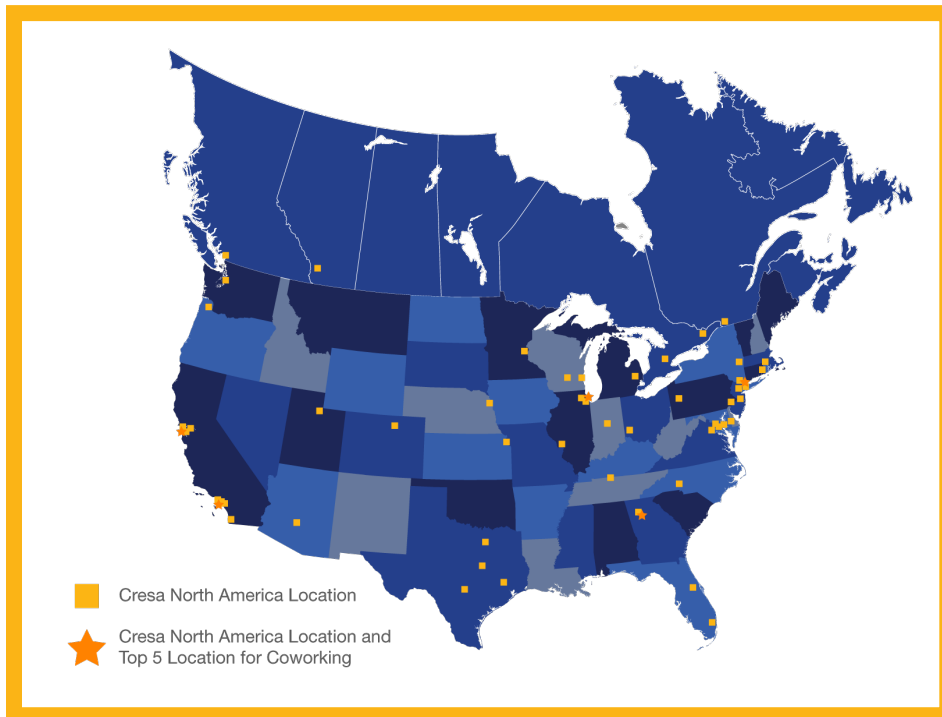 Cresa North America Location
Cresa North America Location and
Top 5 Location for Coworking